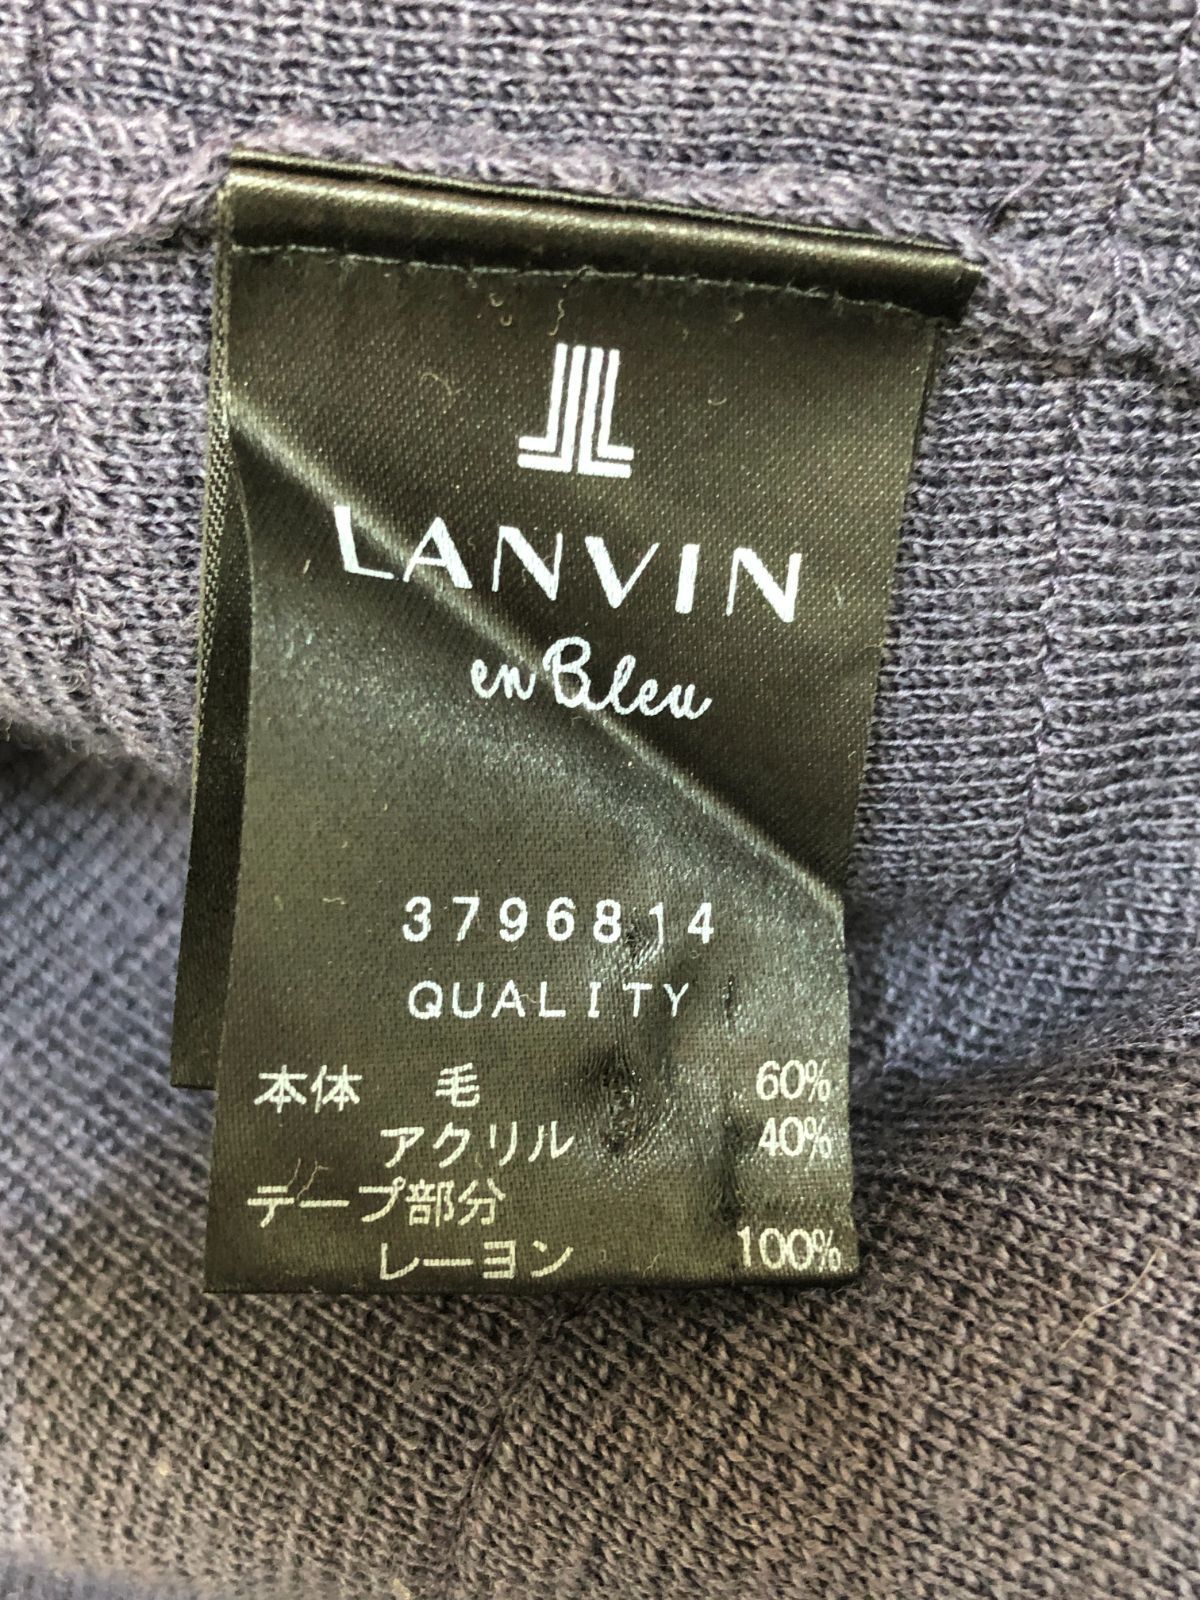 LANVIN
en Bleu
3796814
QUALITY
本体 毛 60%
アクリル 40%
テープ部分
レーヨン 100%